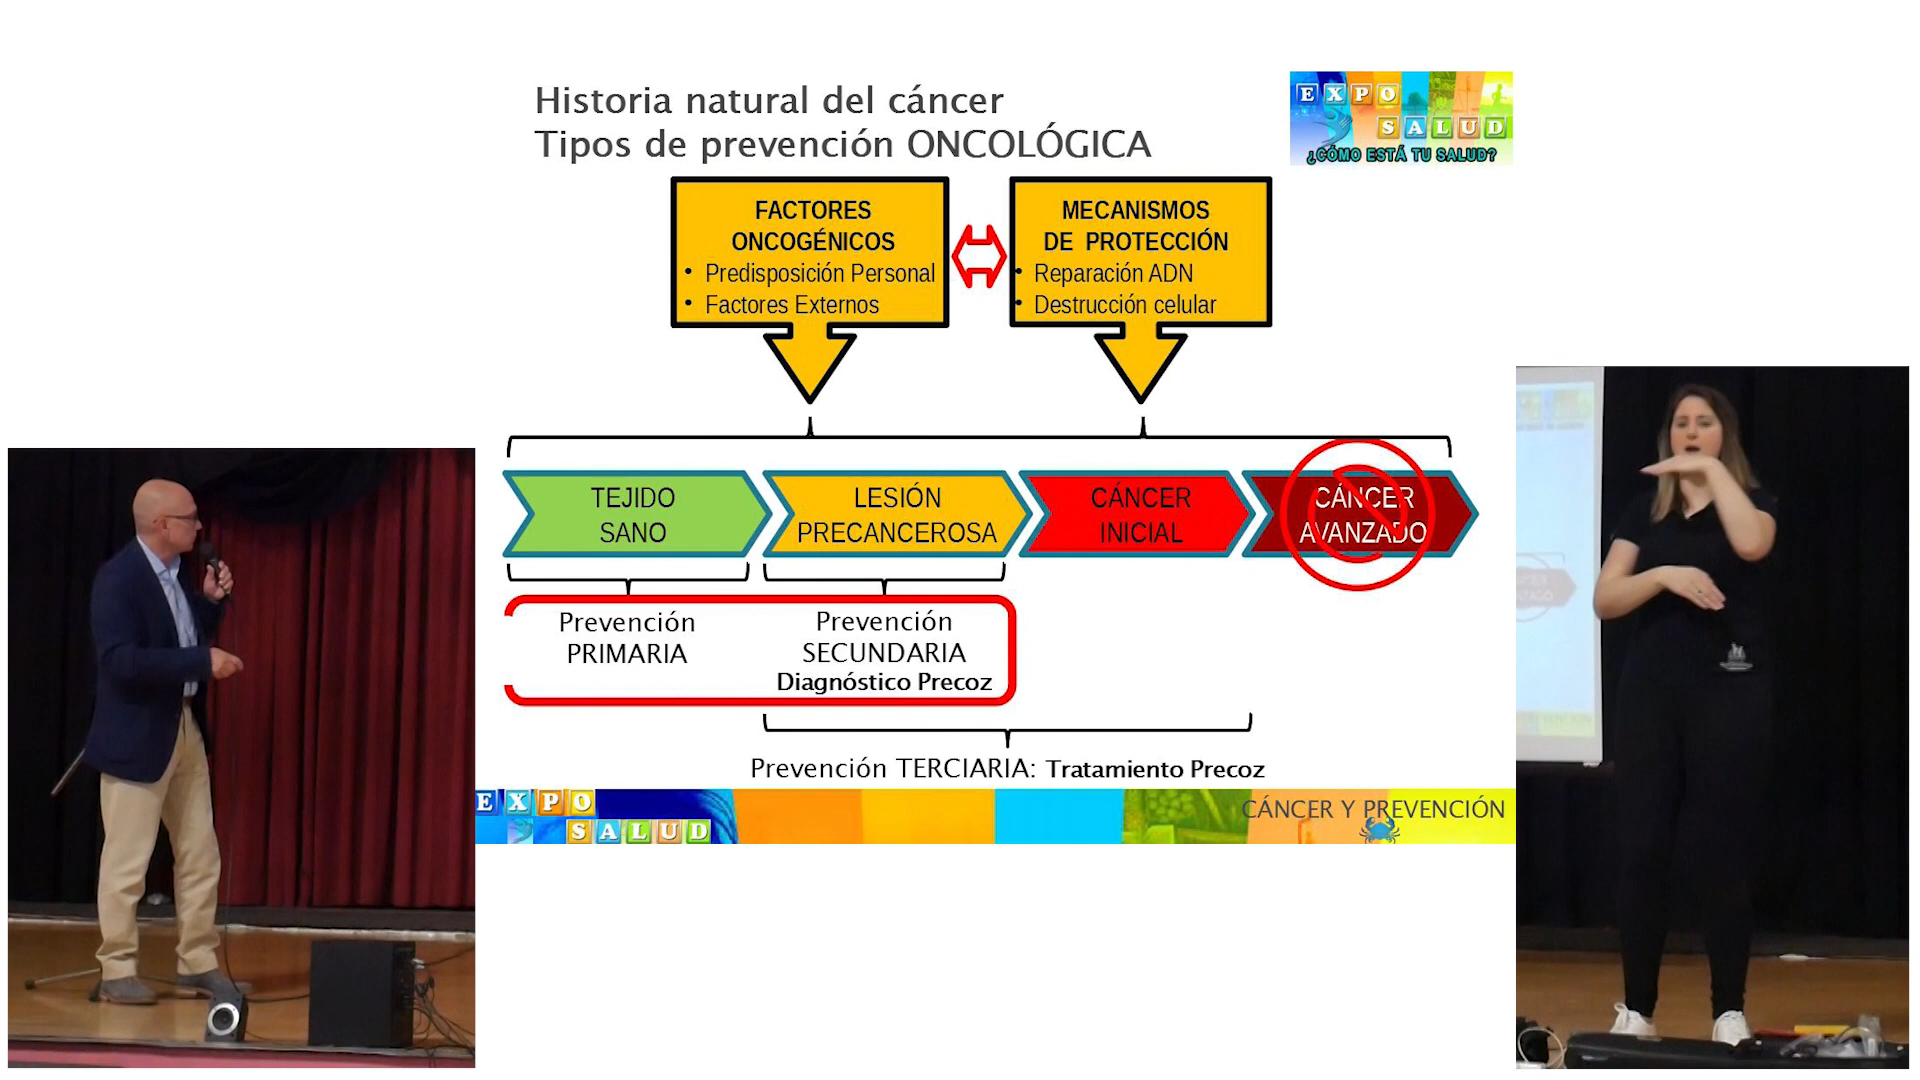 Historia natural del cáncer
Tipos de prevención ONCOLÓGICA
EXPO
SALUD
¿CÓMO ESTÁ TU SALUD?
FACTORES
ONCOGÉNICOS
• Predisposición Personal
• Factores Externos
MECANISMOS
DE PROTECCIÓN
• Reparación ADN
• Destrucción celular
TEJIDO
SANO
LESIÓN
PRECANCEROSA
CÁNCER
INICIAL
CÁNCER
AVANZADO
Prevención
PRIMARIA
Prevención
SECUNDARIA
Diagnóstico Precoz
Prevención TERCIARIA: Tratamiento Precoz
EXPO
SALUD
CÁNCER Y PREVENCIÓN